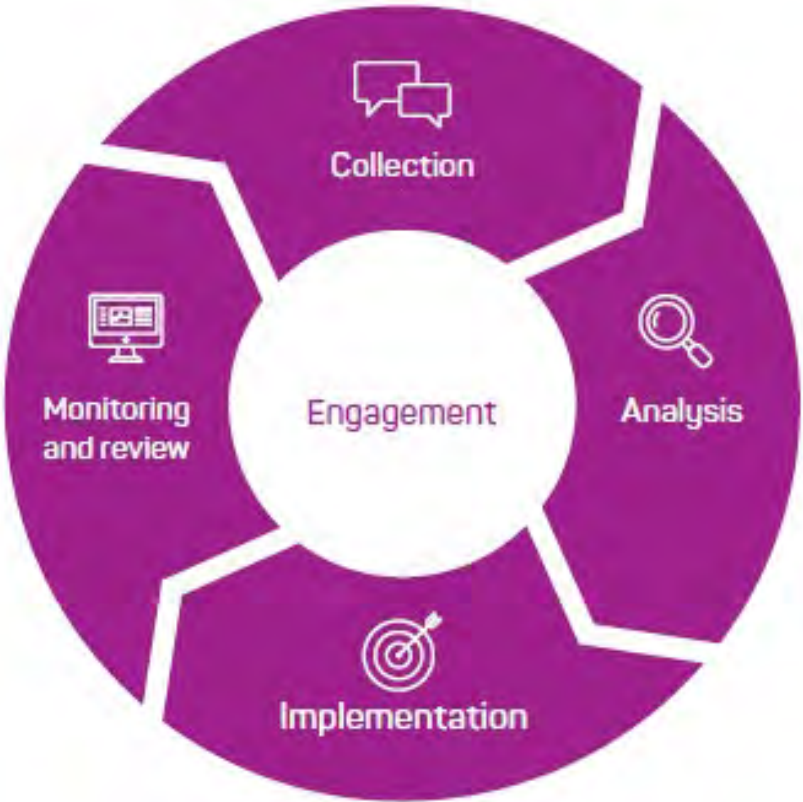 Collection
Analysis
Implementation
Monitoring
and review
Engagement